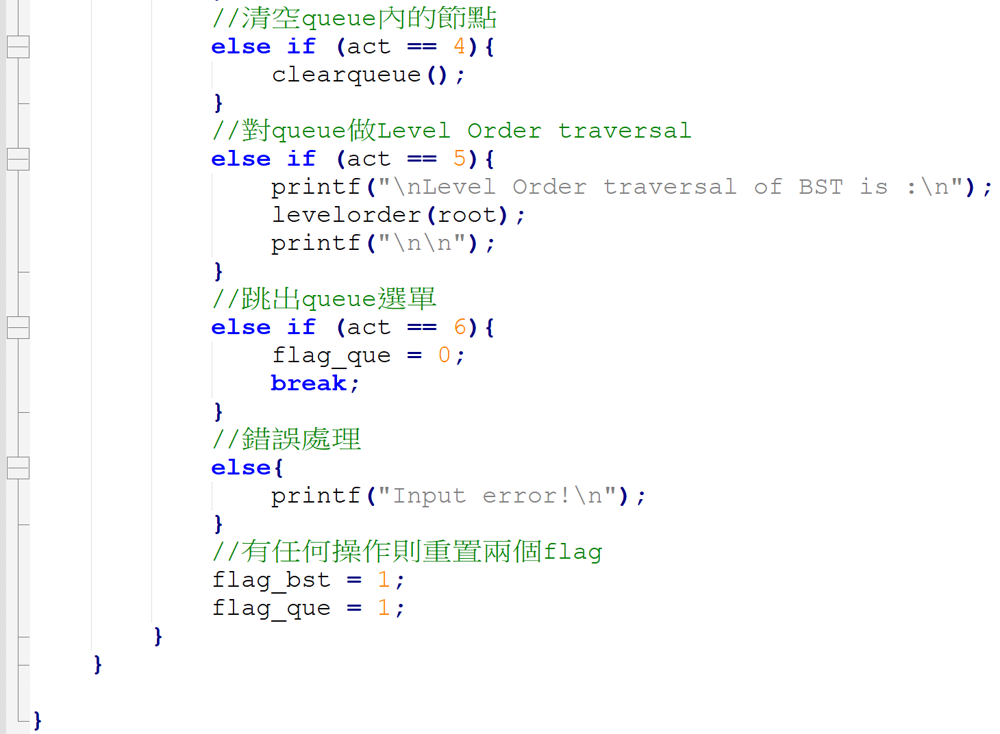 //清空queue內的節點
else if (act == 4){
clearqueue();
}
//對queue做Level Order traversal
else if (act == 5){
printf("\nLevel Order traversal of BST is :\n");
levelorder(root);
printf("\n\n");
}
//跳出queue選單
else if (act == 6){
flag_que = 0;
break;
}
//錯誤處理
else{
printf("Input error!\n");
}
//有任何操作則重置兩個flag
flag_bst = 1;
flag_que = 1;
}
}
}